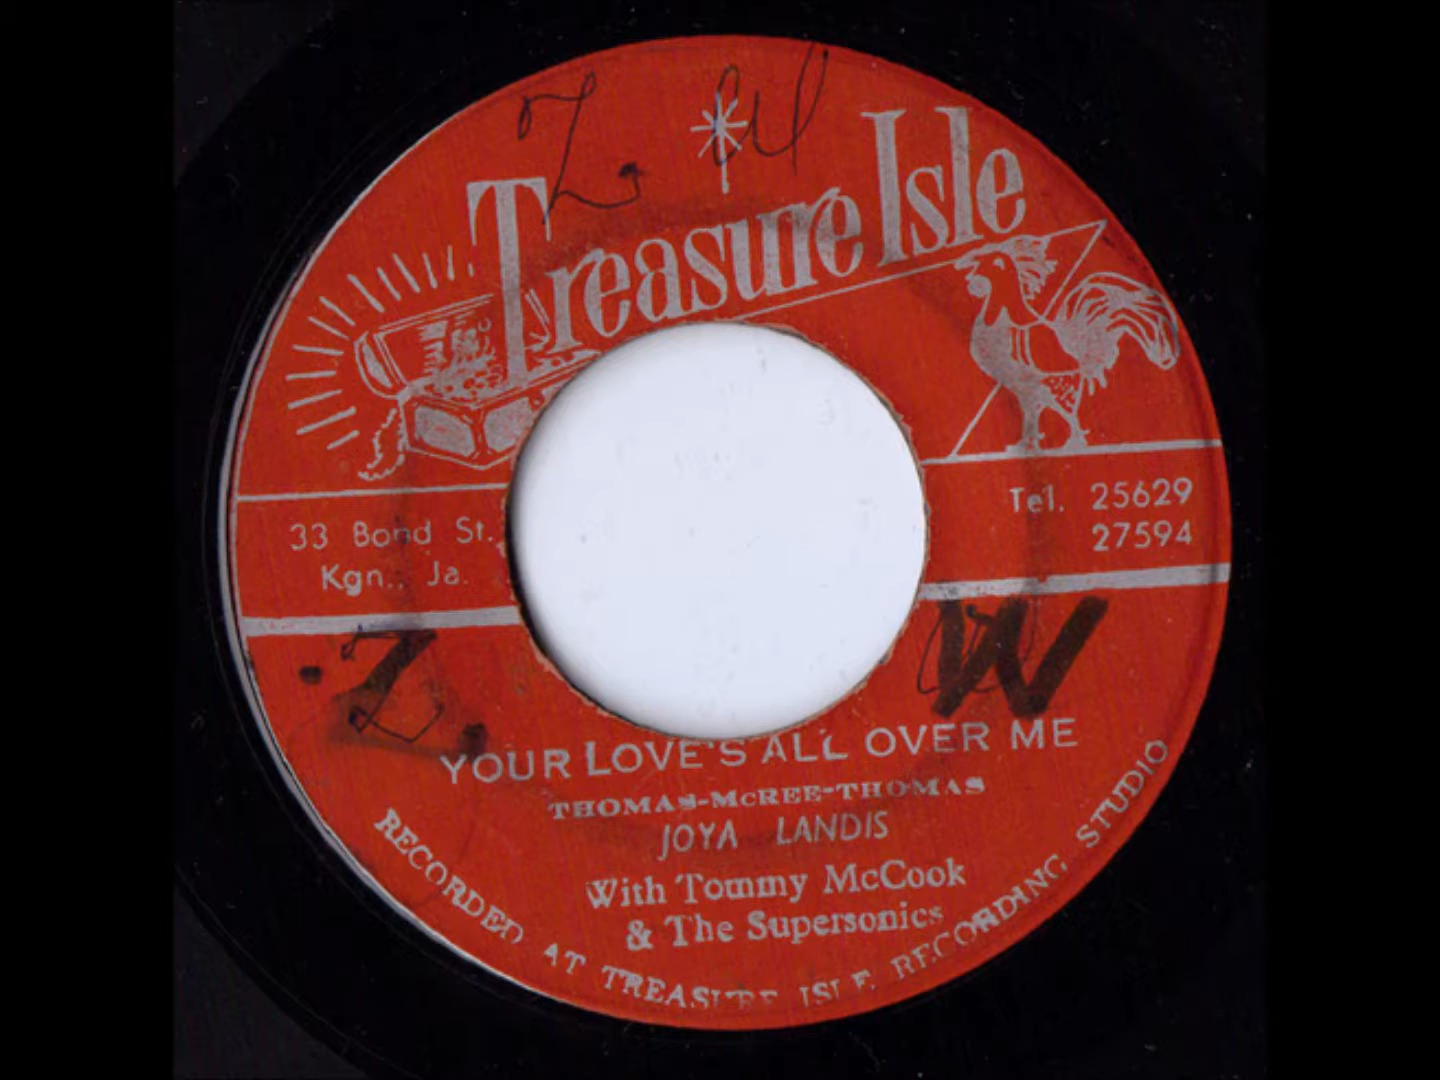 Treasure Isle
33 Bond St.
Kgn., Ja.
Tel. 25629
27594
Z.
W
YOUR LOVE'S ALL OVER ME
THOMAS-McREE-THOMAS
JOYA LANDIS
With Tommy McCook
& The Supersonics
RECORDED AT TREASURE ISLE RECORDING STUDIO